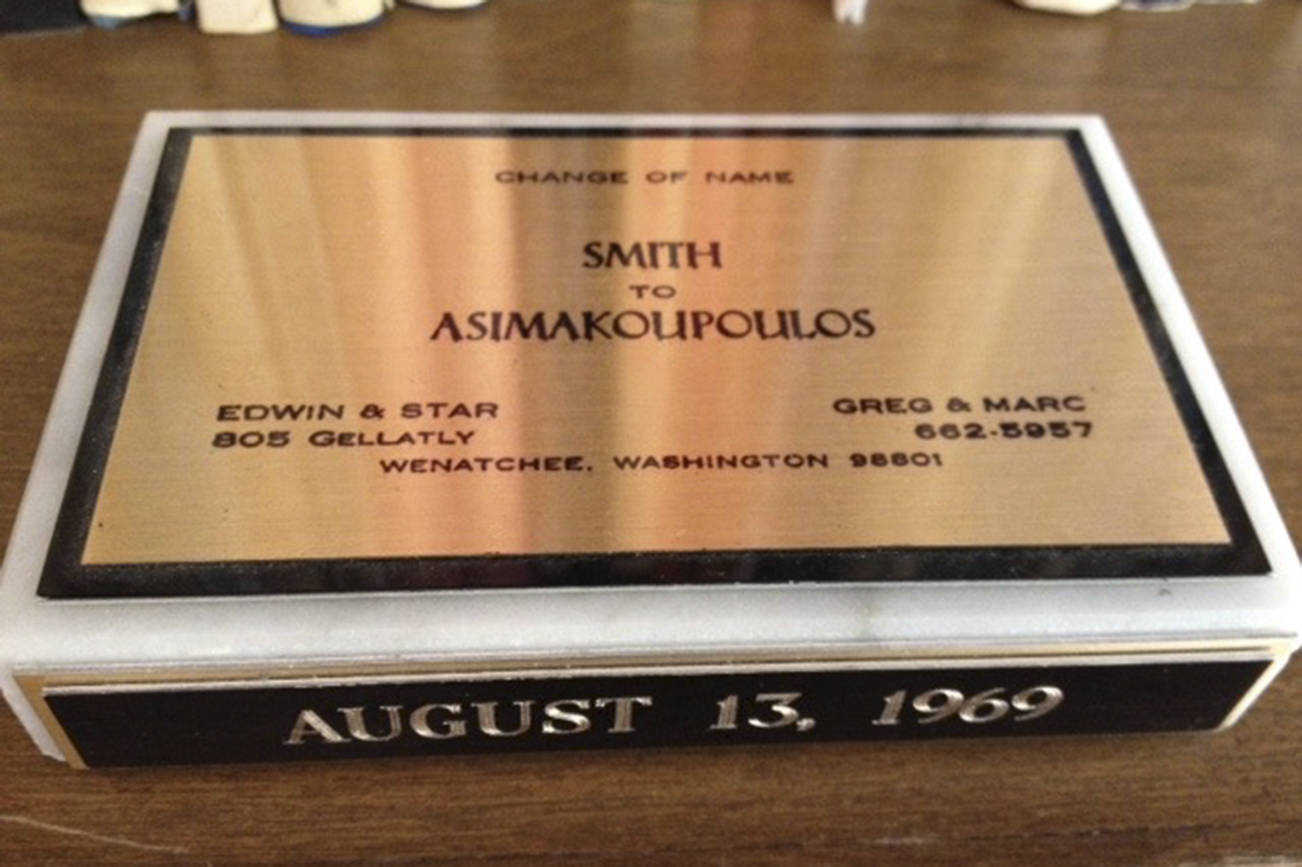 CHANGE OF NAME
SMITH
TO
ASIMAKOUPOULOS
EDWIN & STAR
GREG & MARC
805 GELLATLY
662-5957
WENATCHEE, WASHINGTON 98801
AUGUST 13, 1969